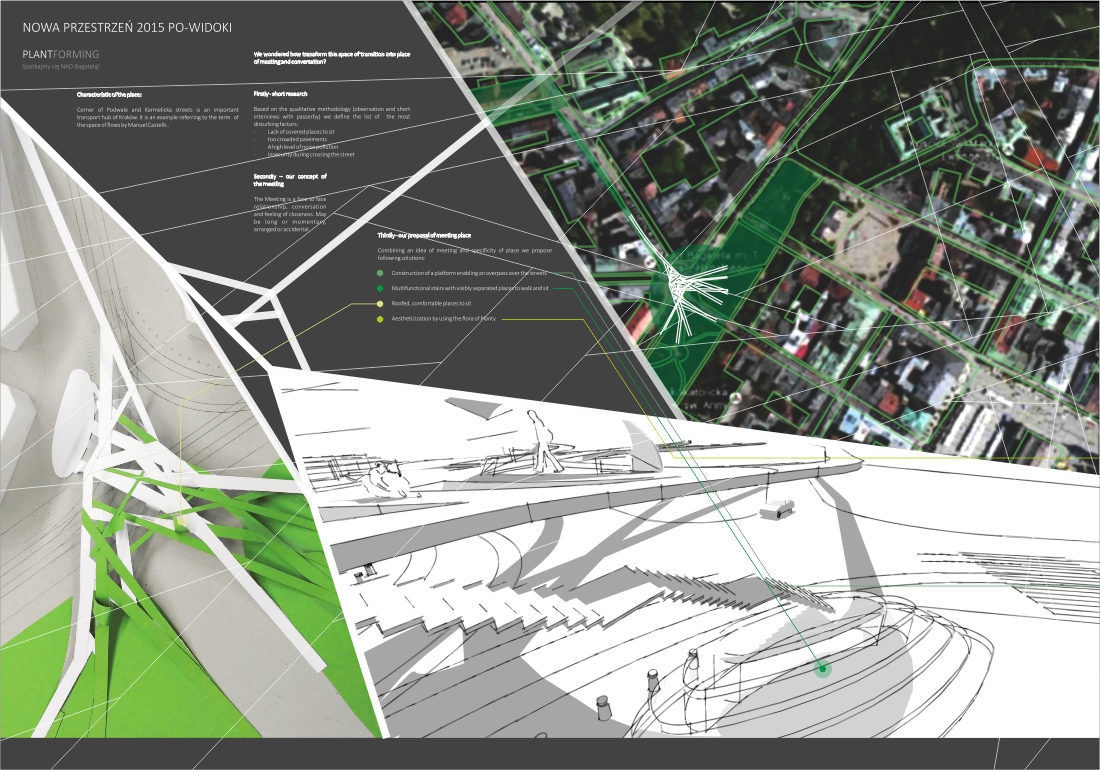 NOWA PRZESTRZEŃ 2015 PO-WIDOKI
PLANTFORMING
Spotkajmy się NAD Bagatelą!
Characteristic of the place:
Corner of Podwale and Karmelicka streets is an important
transport hub of Kraków. It is an example referring to the term of
the space of flows by Manuel Castells.
We wondered how transform this space of transition into place
of meeting and conversation?
Firstly - short research
Based on the qualitative methodology (observation and short
interviews with passerby) we define the list of the most
disturbing factors:
- Lack of covered places to sit
- too crowded pavements
- A high level of noise pollution
- Insecurity during crossing the street
Secondly – our concept of
the meeting
The Meeting is a face to face
relationship, conversation
and feeling of closeness. May
be long or momentary,
arranged or accidental.
Thirdly - our proposal of meeting place
Combining an idea of meeting and specificity of place we propose
following solutions:
Construction of a platform enabling an overpass over the streets
Multifunctional stairs with visibly separated places to walk and sit
Roofed, comfortable places to sit
Aestheticization by using the flora of Planty
św. Anny